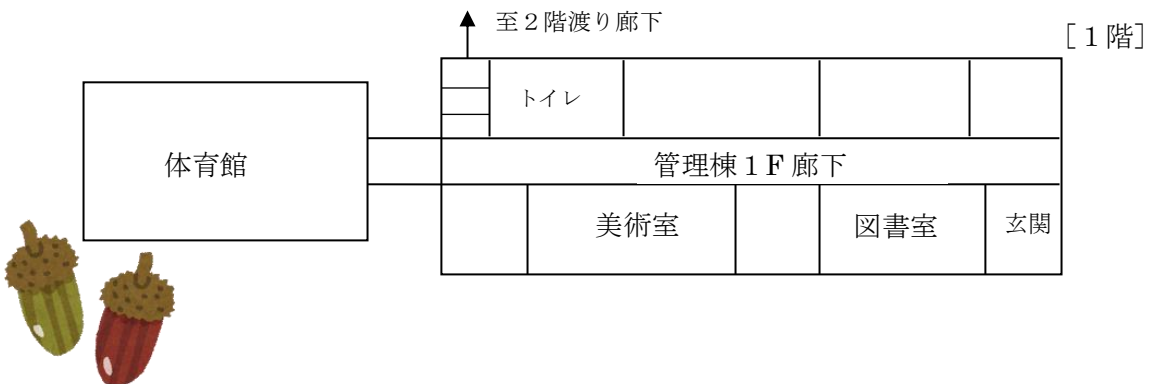 至２階渡り廊下
［１階］
トイレ
体育館
管理棟１F 廊下
美術室
図書室
玄関